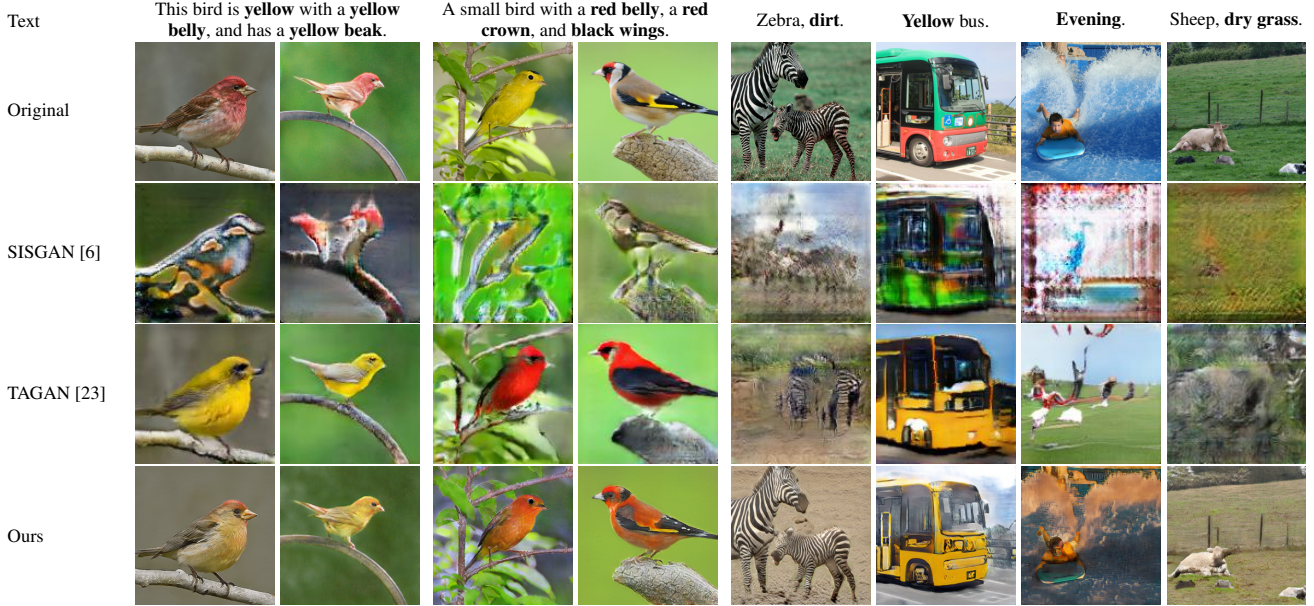 Text
This bird is yellow with a yellow
belly, and has a yellow beak.
A small bird with a red belly, a red
crown, and black wings.
Zebra, dirt.
Yellow bus.
Evening.
Sheep, dry grass.
Original
SISGAN [6]
TAGAN [23]
Ours